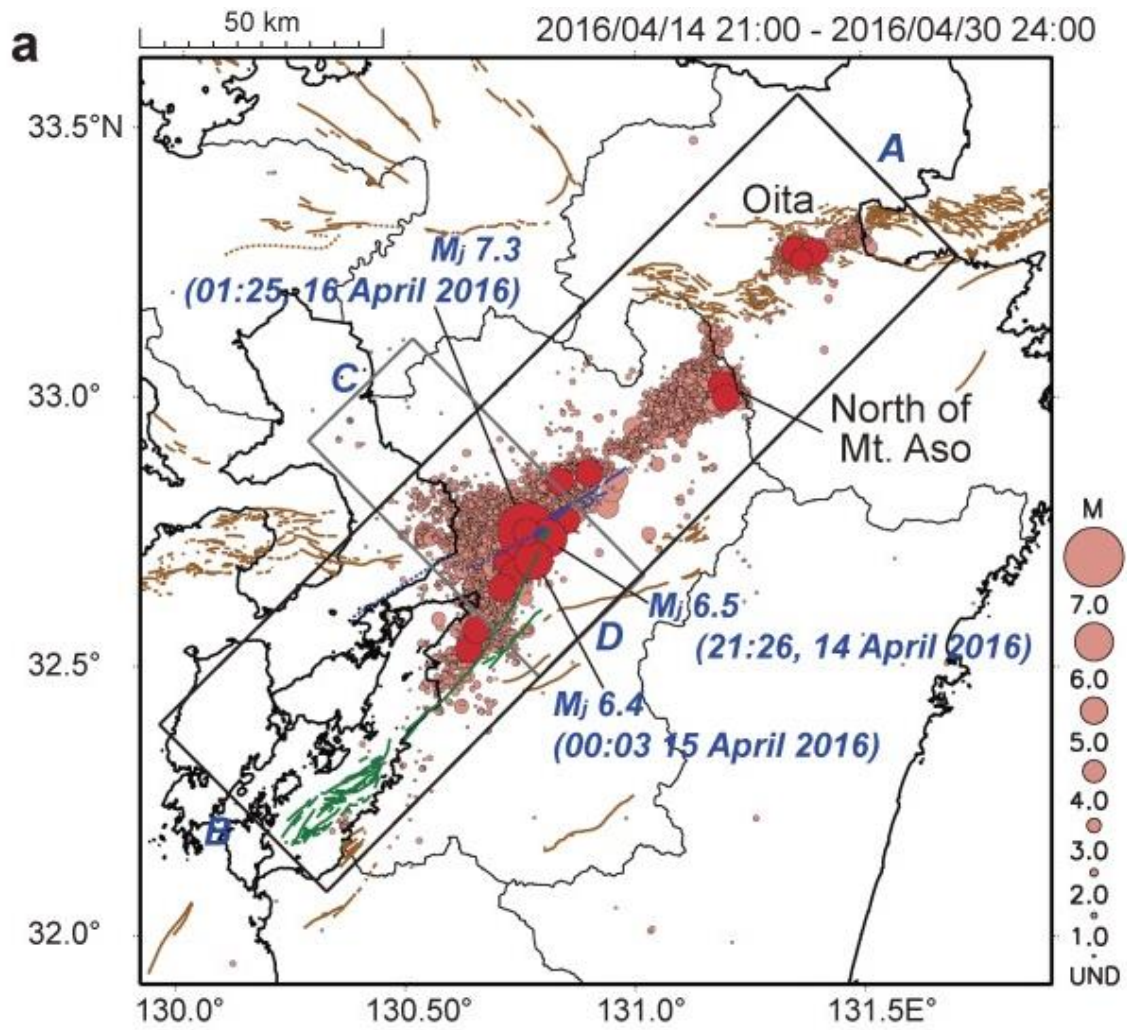 a
50 km
2016/04/14 21:00 - 2016/04/30 24:00
33.5°N
A
Oita
Mj 7.3
(01:25, 16 April 2016)
C
33.0°
North of
Mt. Aso
M
7.0
Mj 6.5
(21:26, 14 April 2016)
D
6.0
32.5°
Mj 6.4
(00:03 15 April 2016)
5.0
4.0
B
3.0
2.0
32.0°
1.0
UND
130.0°
130.50°
131.0°
131.5°E